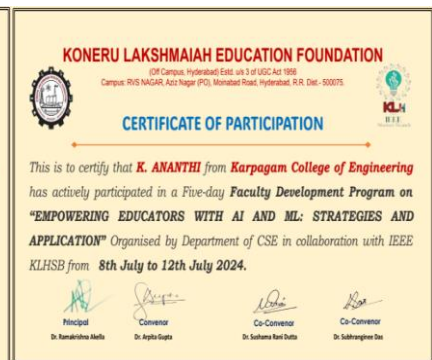 KONERU LAKSHMAIAH EDUCATION FOUNDATION
(Off Campus, Hyderabad) Estd. u/s 3 of UGC Act 1956
Campus: RVS NAGAR, Aziz Nagar (PO), Moinabad Road, Hyderabad, R.R. Dist - 500075.
KLH
IEEE
CERTIFICATE OF PARTICIPATION
This is to certify that K. ANANTHI from Karpagam College of Engineering
has actively participated in a Five-day Faculty Development Program on
“EMPOWERING EDUCATORS WITH AI AND ML: STRATEGIES AND
APPLICATION” Organised by Department of CSE in collaboration with IEEE
KLHSB from 8th July to 12th July 2024.
Principal Convenor Co-Convenor Co-Convenor
Dr. Ramakrishna Akella Dr. Arpita Gupta Dr. Sushama Rani Dutta Dr. Subhranginee Das